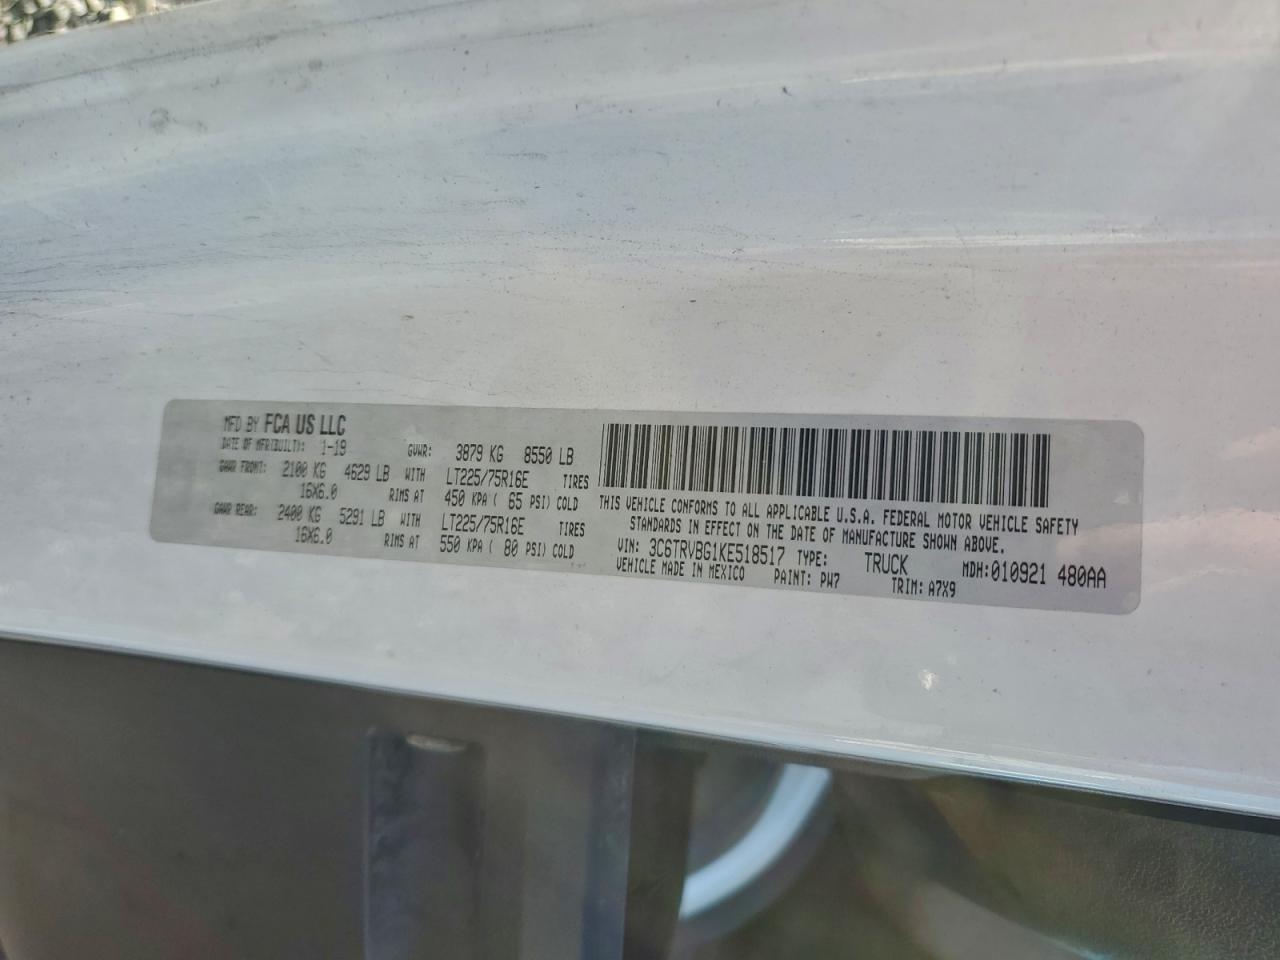 MFD BY FCA US LLC
DATE OF MFR(BUILT): 1-19 GVWR: 3879 KG 8550 LB
GAWR FRONT: 2100 KG 4629 LB WITH LT225/75R16E TIRES
16X6.0 RIMS AT 450 KPA ( 65 PSI) COLD
GAWR REAR: 2400 KG 5291 LB WITH LT225/75R16E TIRES
16X6.0 RIMS AT 550 KPA ( 80 PSI) COLD
THIS VEHICLE CONFORMS TO ALL APPLICABLE U.S.A. FEDERAL MOTOR VEHICLE SAFETY
STANDARDS IN EFFECT ON THE DATE OF MANUFACTURE SHOWN ABOVE.
VIN: 3C6TRVBG1KE518517 TYPE: TRUCK MDH:010921 480AA
VEHICLE MADE IN MEXICO PAINT: PW7 TRIM: A7X9